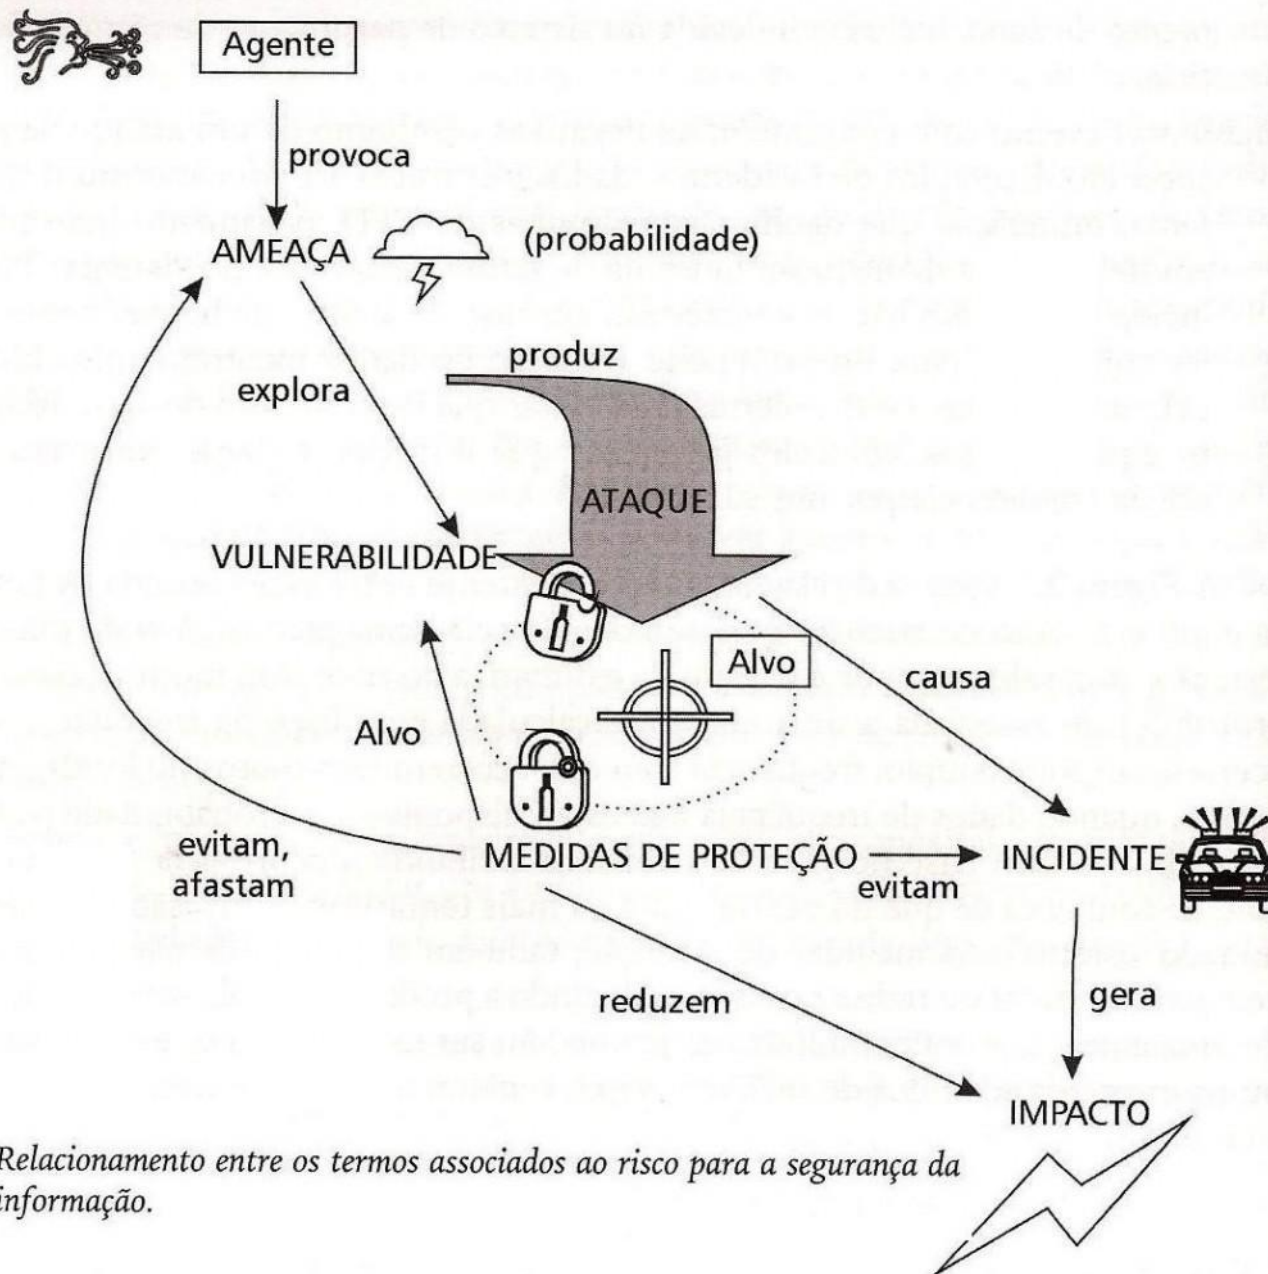 Agente
provoca
AMEAÇA
(probabilidade)
produz
explora
ATAQUE
VULNERABILIDADE
Alvo
causa
Alvo
evitam,
afastam
MEDIDAS DE PROTEÇÃO
evitam
INCIDENTE
reduzem
gera
IMPACTO
Relacionamento entre os termos associados ao risco para a segurança da
informação.